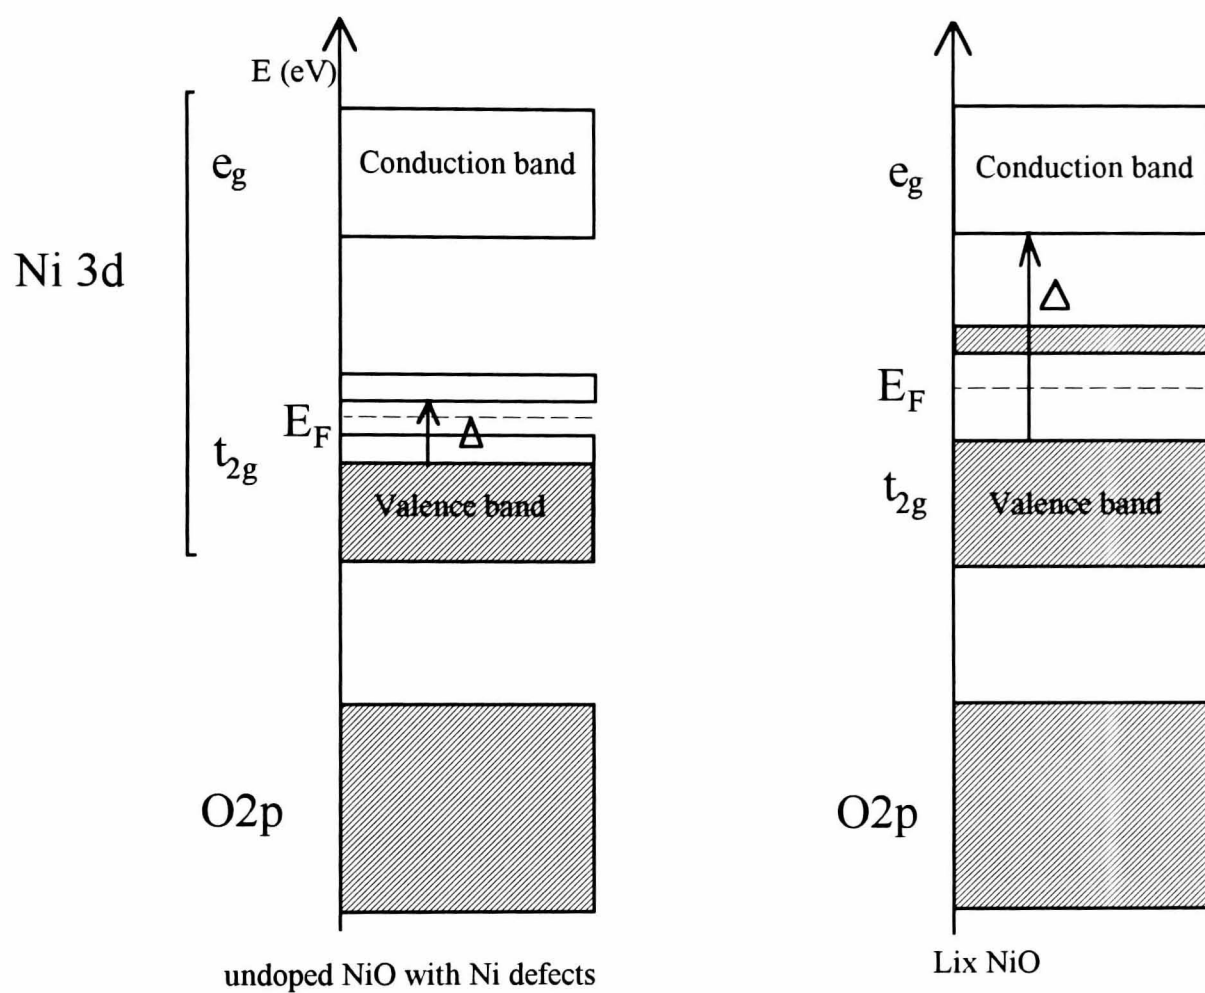 E (eV)
e_g
Conduction band
Ni 3d
E_F
Δ
t_2g
Valence band
O2p
undoped NiO with Ni defects
e_g
Conduction band
Δ
E_F
t_2g
Valence band
O2p
Lix NiO